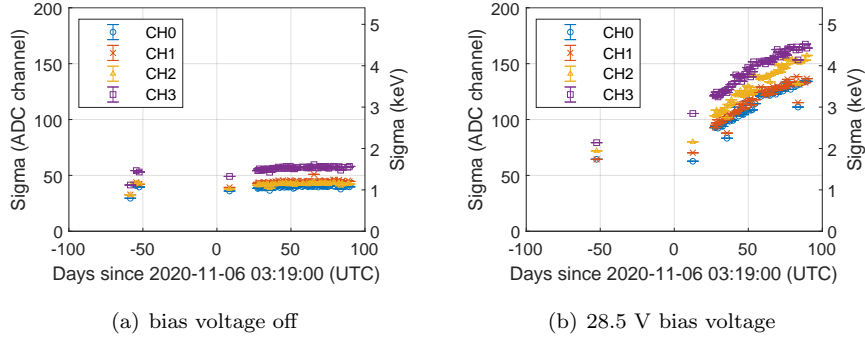 200
150
100
50
0
Sigma (ADC channel)
CH0
CH1
CH2
CH3
5
4
3
2
1
0
Sigma (keV)
-100 -50 0 50 100
Days since 2020-11-06 03:19:00 (UTC)
(a) bias voltage off
200
150
100
50
0
Sigma (ADC channel)
CH0
CH1
CH2
CH3
5
4
3
2
1
0
Sigma (keV)
-100 -50 0 50 100
Days since 2020-11-06 03:19:00 (UTC)
(b) 28.5 V bias voltage